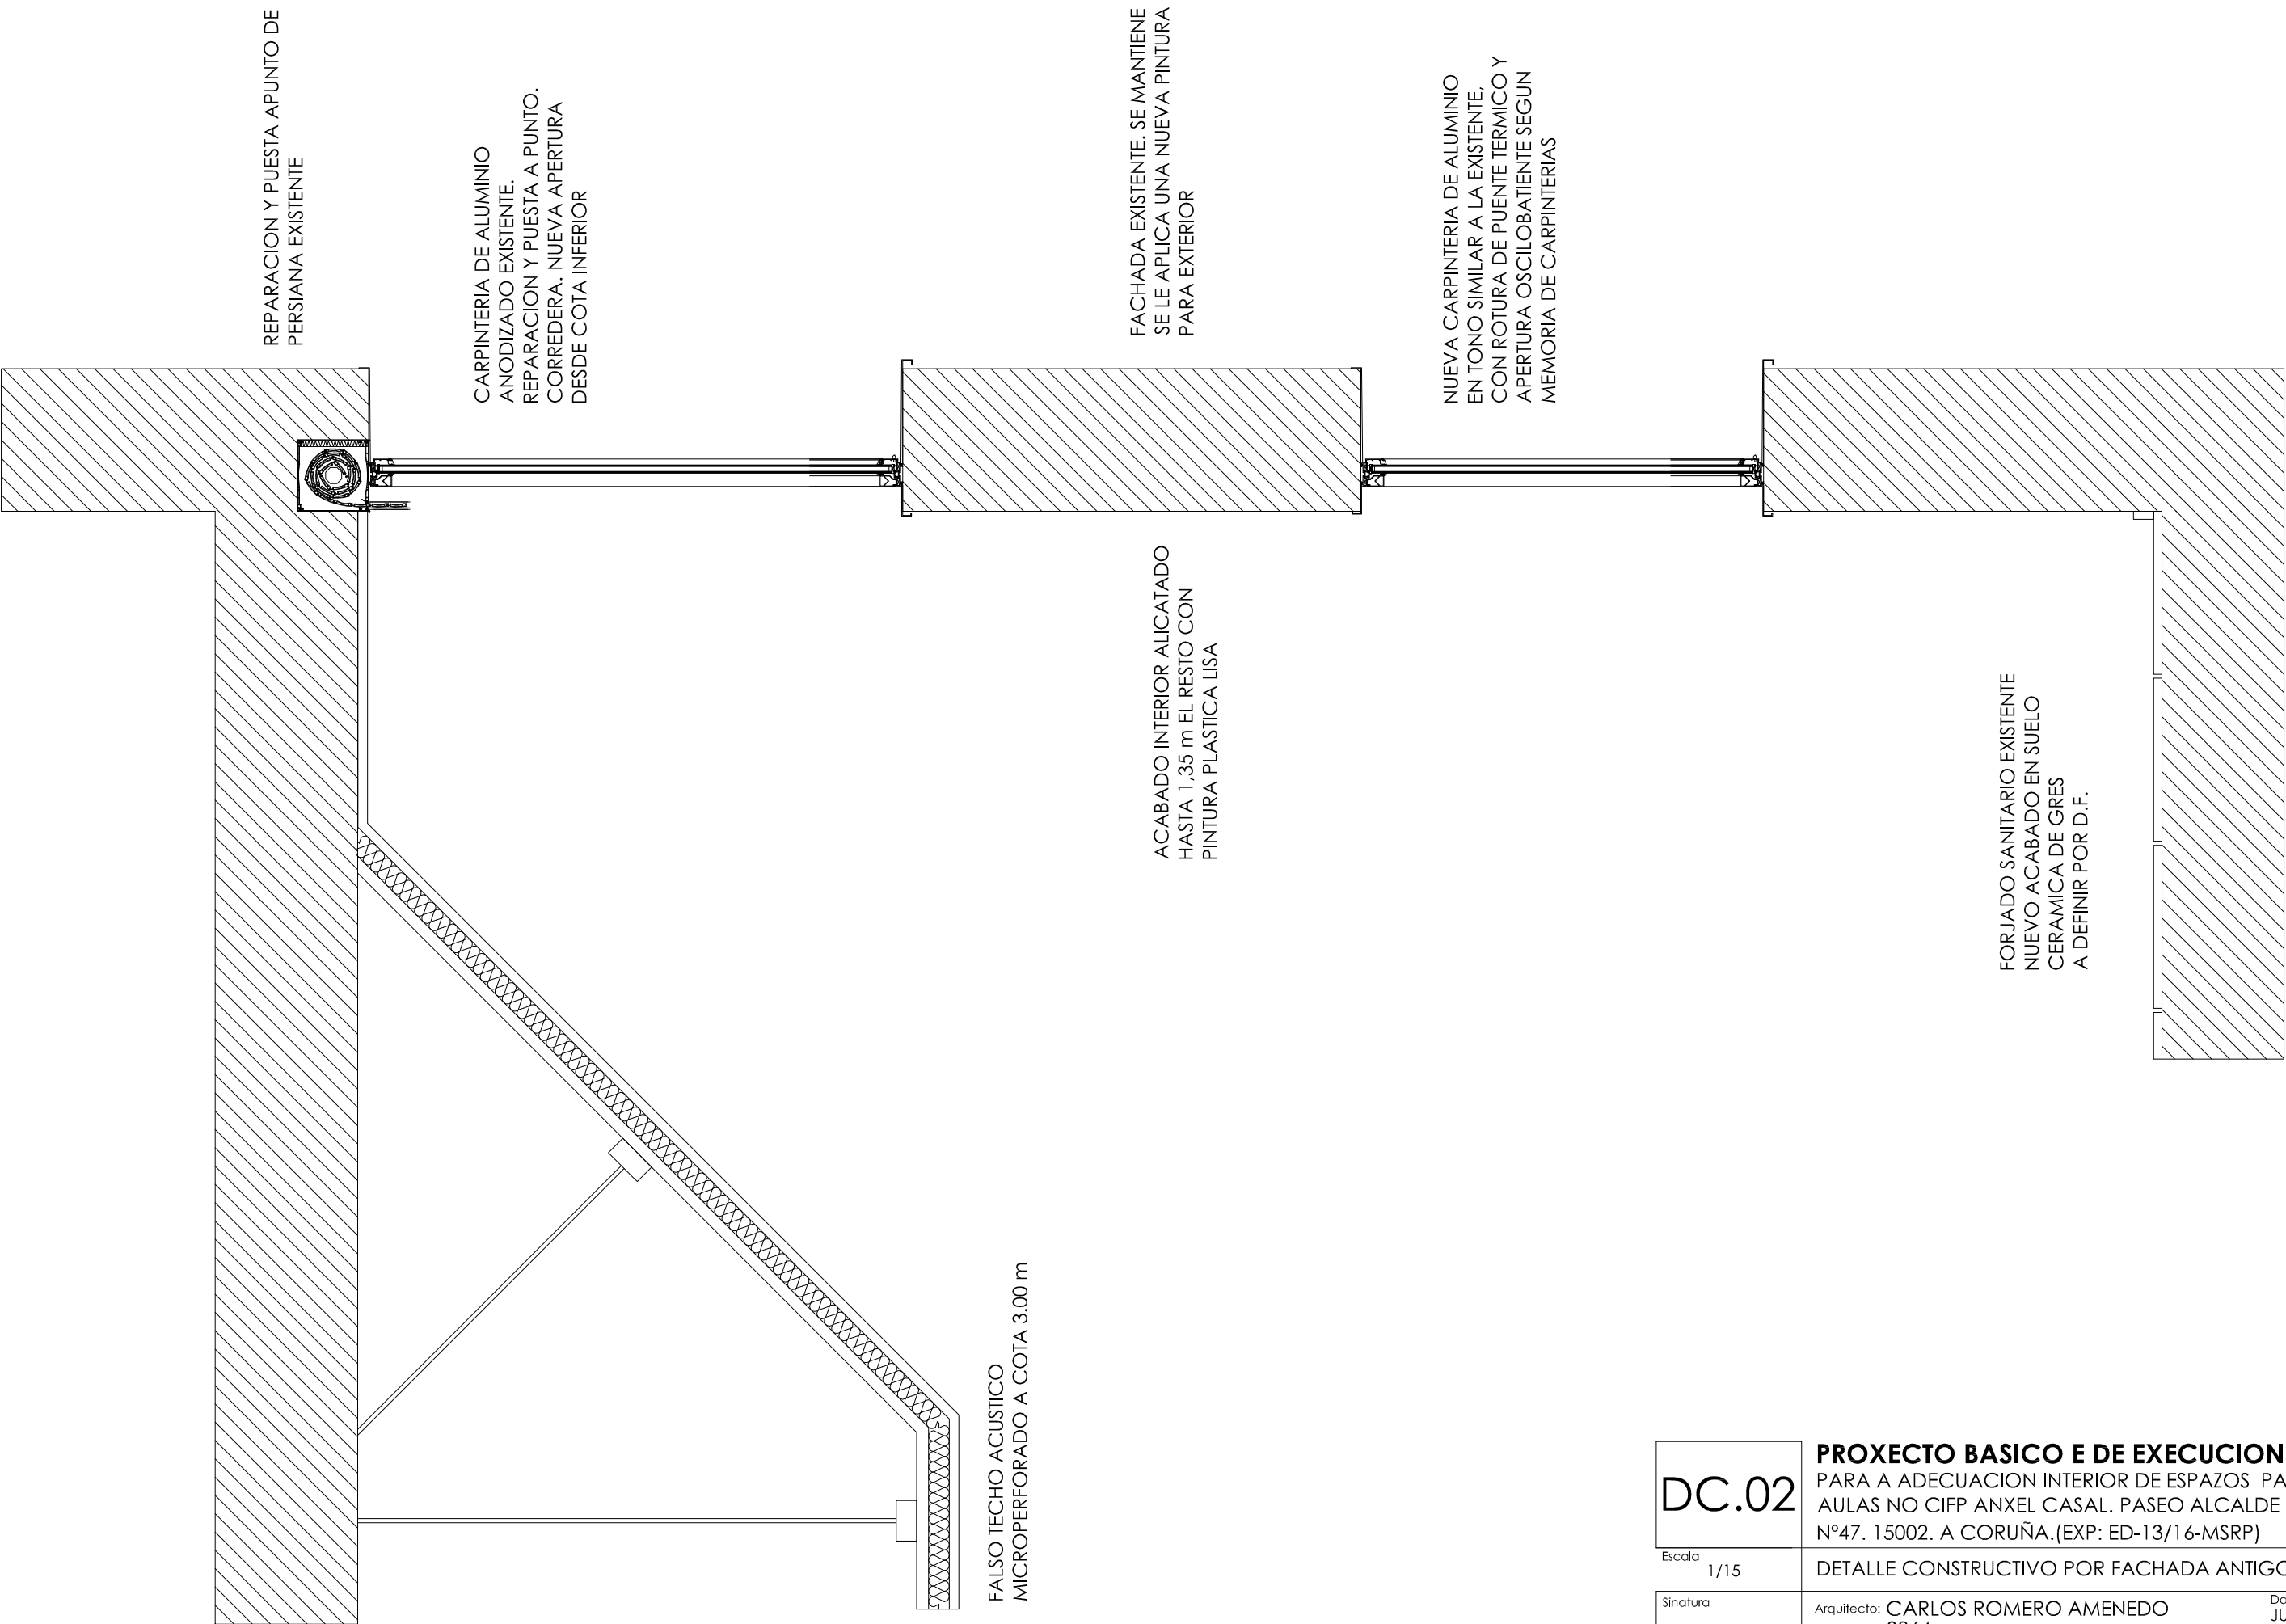 REPARACION Y PUESTA APUNTO DE
PERSIANA EXISTENTE
CARPINTERIA DE ALUMINIO
ANODIZADO EXISTENTE.
REPARACION Y PUESTA A PUNTO.
CORREDERA. NUEVA APERTURA
DESDE COTA INFERIOR
FACHADA EXISTENTE. SE MANTIENE
SE LE APLICA UNA NUEVA PINTURA
PARA EXTERIOR
NUEVA CARPINTERIA DE ALUMINIO
EN TONO SIMILAR A LA EXISTENTE,
CON ROTURA DE PUENTE TERMICO Y
APERTURA OSCILOBATIENTE SEGUN
MEMORIA DE CARPINTERIAS
ACABADO INTERIOR ALICATADO
HASTA 1,35 m EL RESTO CON
PINTURA PLASTICA LISA
FORJADO SANITARIO EXISTENTE
NUEVO ACABADO EN SUELO
CERAMICA DE GRES
A DEFINIR POR D.F.
FALSO TECHO ACUSTICO
MICROPERFORADO A COTA 3.00 m
DC.02
PROXECTO BASICO E DE EXECUCION
PARA A ADECUACION INTERIOR DE ESPAZOS PA
AULAS NO CIFP ANXEL CASAL. PASEO ALCALDE
Nº47. 15002. A CORUÑA.(EXP: ED-13/16-MSRP)
Escala
1/15
DETALLE CONSTRUCTIVO POR FACHADA ANTIGO
Sinatura
Arquitecto: CARLOS ROMERO AMENEDO